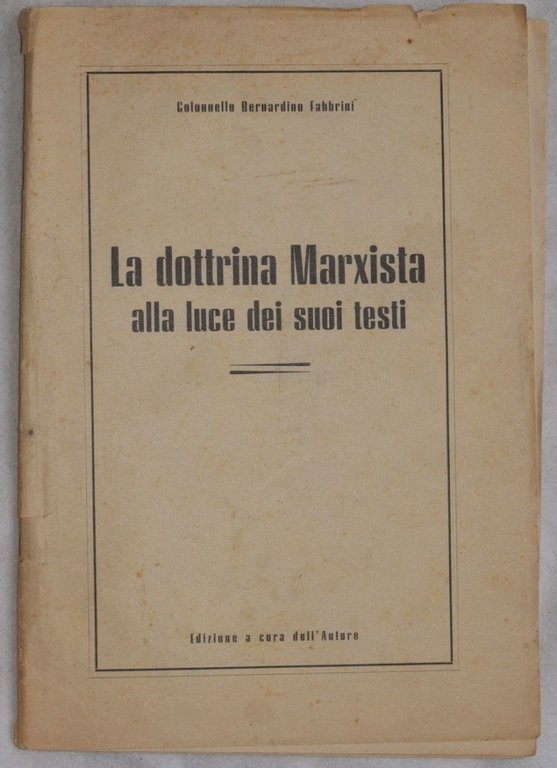 Colonnello Bernardino Fabbrini
La dottrina Marxista
alla luce dei suoi testi
Edizione a cura dell'Autore